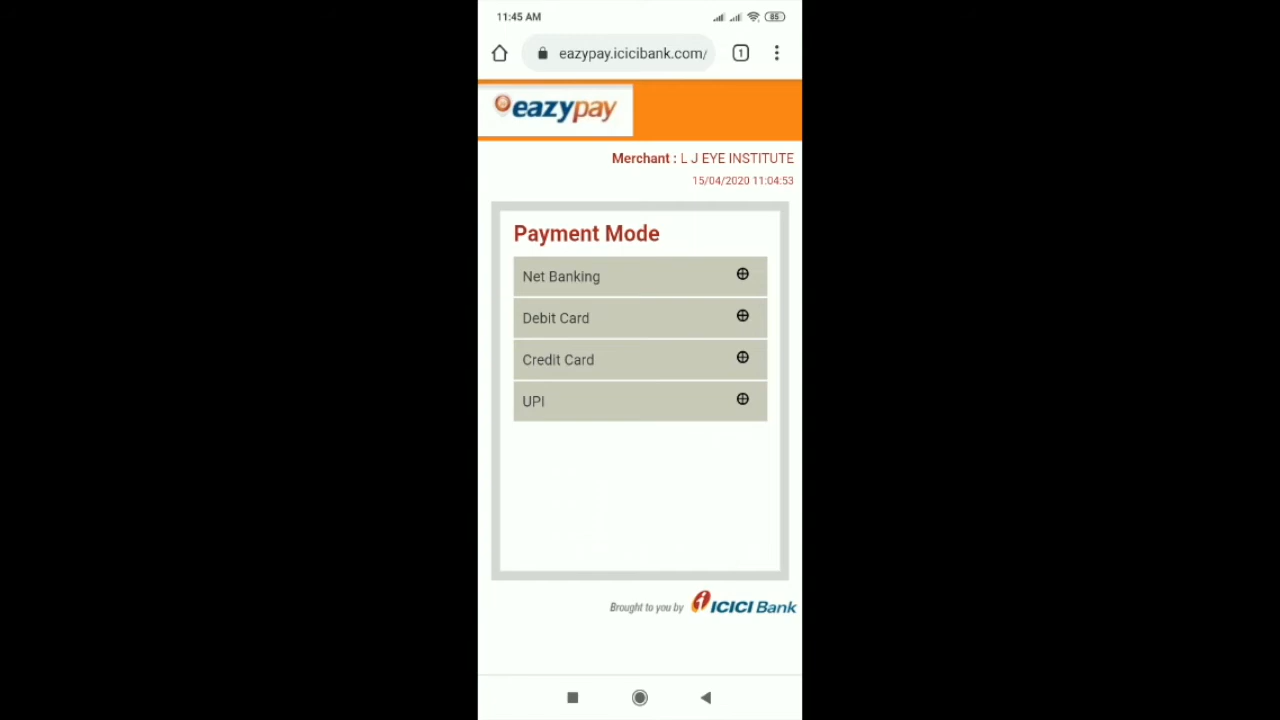 11:45 AM
85
eazypay.icicibank.com/
1
eazypay
Merchant : L J EYE INSTITUTE
15/04/2020 11:04:53
Payment Mode
Net Banking
Debit Card
Credit Card
UPI
Brought to you by ICICI Bank